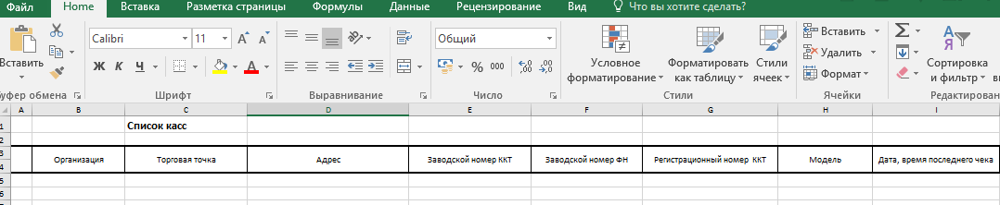 Файл Home Вставка Разметка страницы Формулы Данные Рецензирование Вид Что вы хотите сделать?
Calibri 11 Общий Вставить
Вставить Ж К Ч А % 000 Условное форматирование Форматировать как таблицу Стили ячеек Удалить Сортировка и фильтр
Формат
Буфер обмена Шрифт Выравнивание Число Стили Ячейки Редактирован
A B C D E F G H I
1 Список касс
2
3 Организация Торговая точка Адрес Заводской номер ККТ Заводской номер ФН Регистрационный номер ККТ Модель Дата, время последнего чека
4
5
6
7